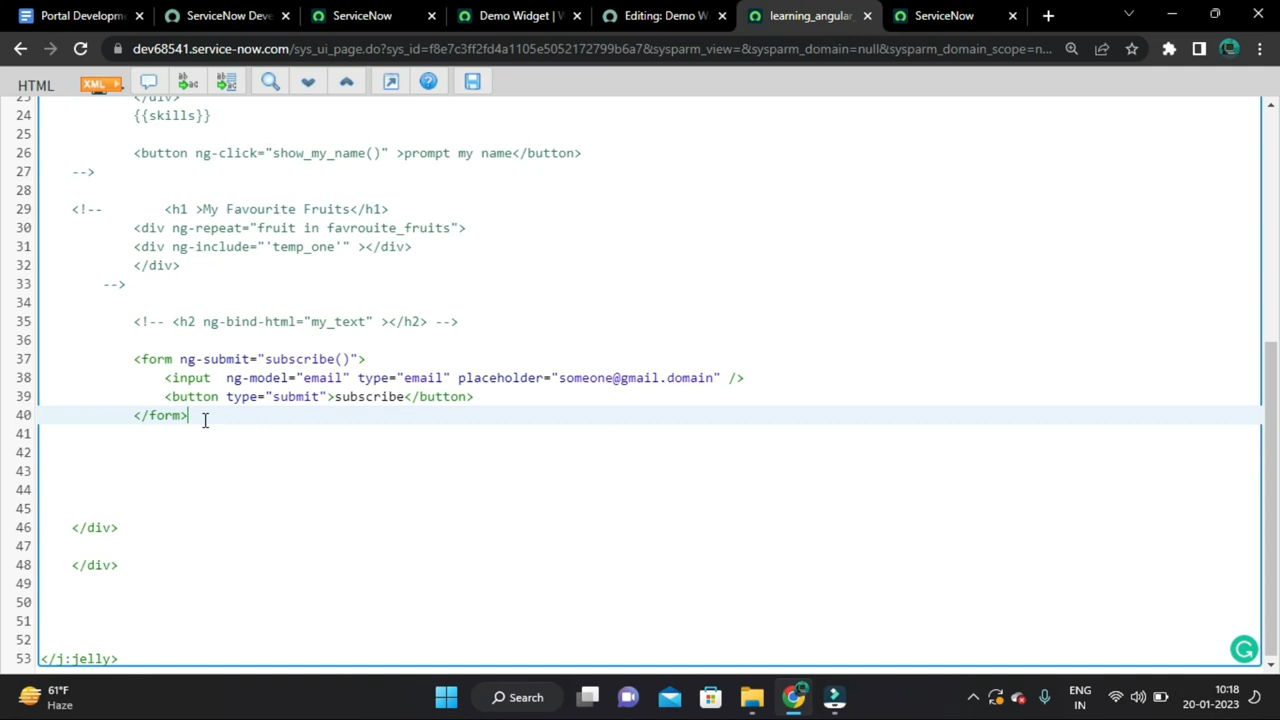 Portal Developm
ServiceNow Deve
ServiceNow
Demo Widget | W
Editing: Demo W
learning_angular_
ServiceNow
dev68541.service-now.com/sys_ui_page.do?sys_id=f8e7c3ff2fd4a1105e5052172799b6a7&sysparm_view=&sysparm_domain=null&sysparm_domain_scope=n...
HTML
XML
23 </div>
24 {{skills}}
25
26 <button ng-click="show_my_name()" >prompt my name</button>
27 -->
28
29 <!-- <h1 >My Favourite Fruits</h1>
30 <div ng-repeat="fruit in favrouite_fruits">
31 <div ng-include="'temp_one'" ></div>
32 </div>
33 -->
34
35 <!-- <h2 ng-bind-html="my_text" ></h2> -->
36
37 <form ng-submit="subscribe()">
38 <input ng-model="email" type="email" placeholder="someone@gmail.domain" />
39 <button type="submit">subscribe</button>
40 </form>
41
42
43
44
45
46 </div>
47
48 </div>
49
50
51
52
53 </j:jelly>
61°F
Haze
Search
ENG
IN
10:18
20-01-2023